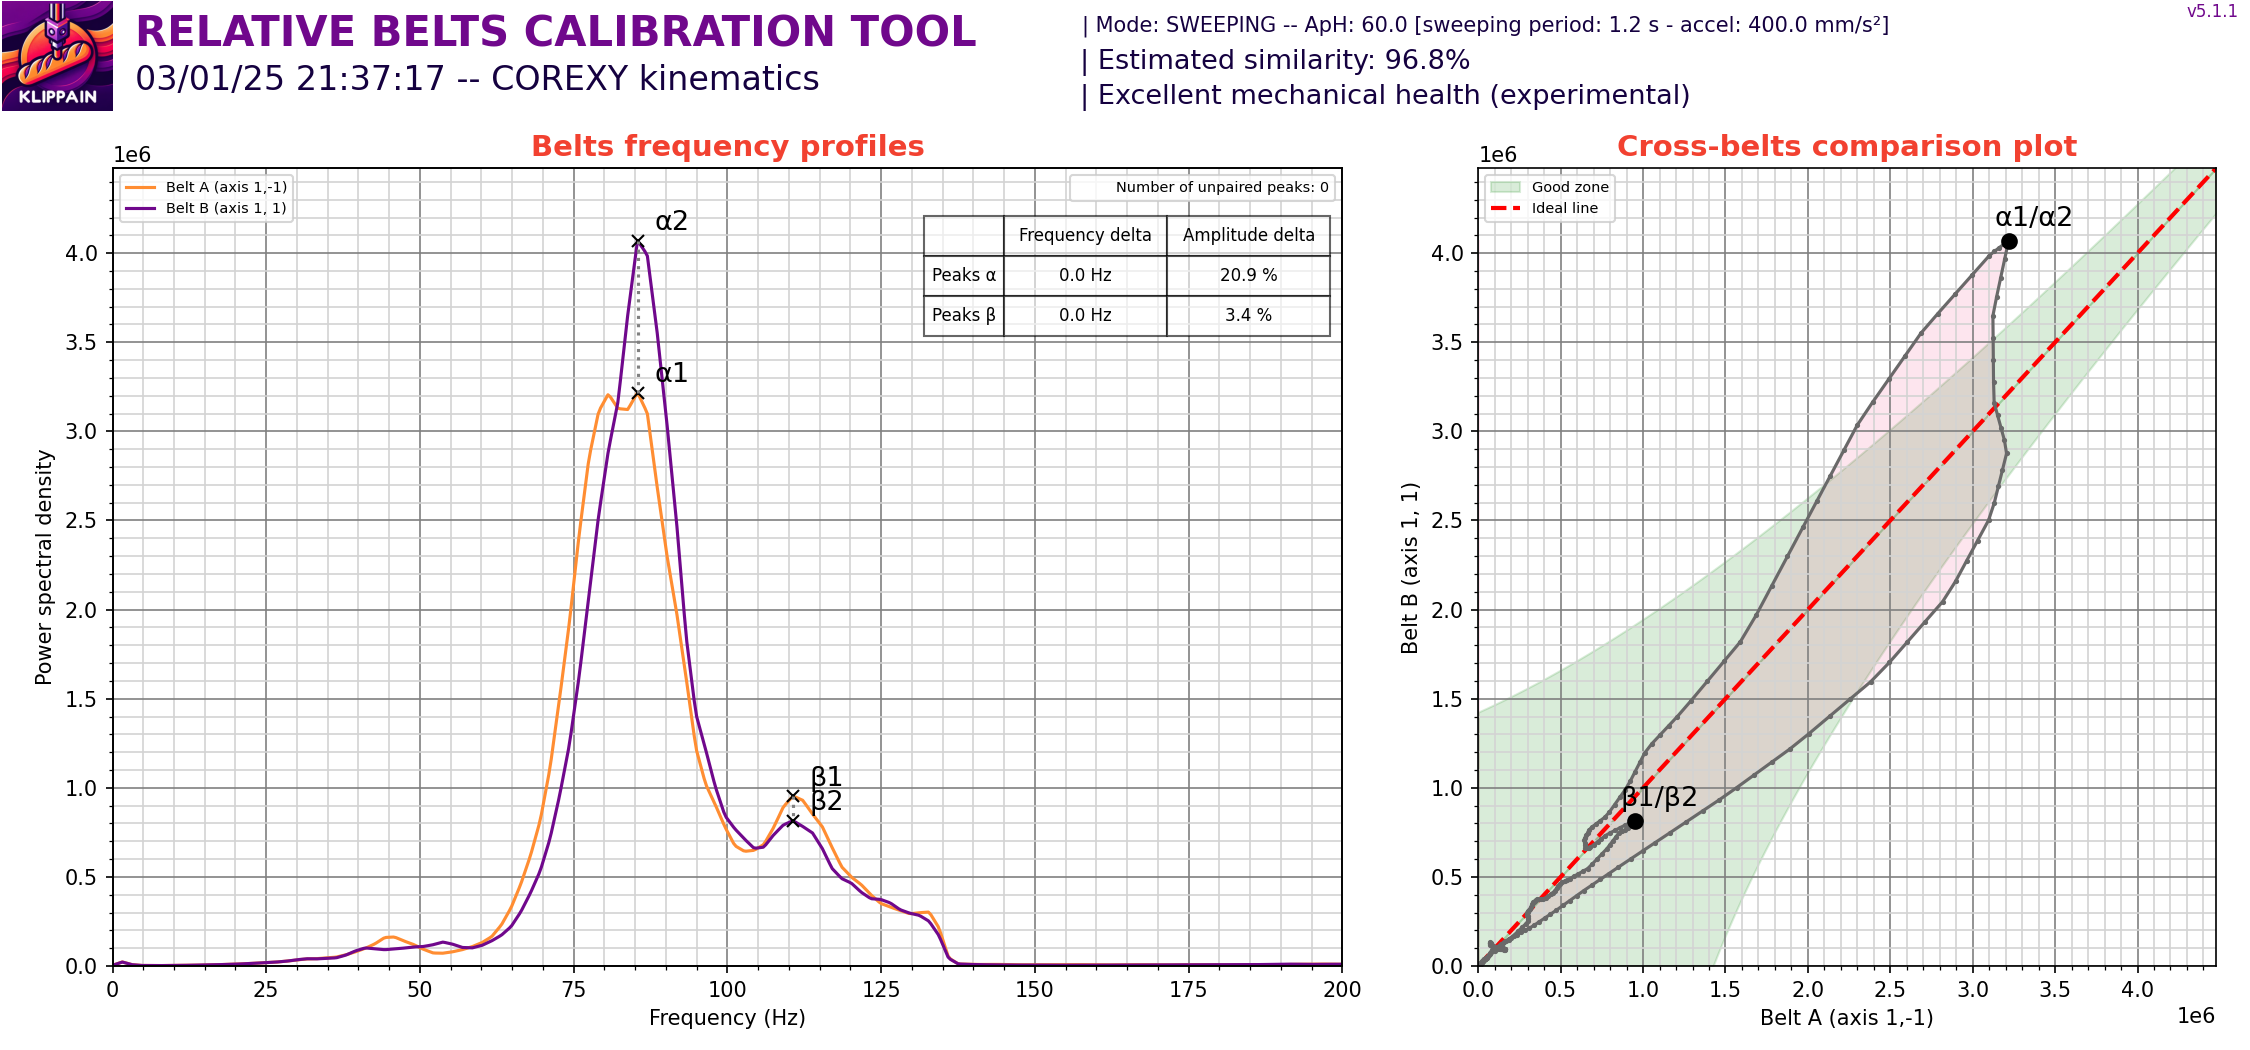 KLIPPAIN
RELATIVE BELTS CALIBRATION TOOL
03/01/25 21:37:17 -- COREXY kinematics
| Mode: SWEEPING -- ApH: 60.0 [sweeping period: 1.2 s - accel: 400.0 mm/s²]
| Estimated similarity: 96.8%
| Excellent mechanical health (experimental)
v5.1.1
Belts frequency profiles
1e6
Belt A (axis 1,-1)
Belt B (axis 1, 1)
Number of unpaired peaks: 0
Frequency delta Amplitude delta
Peaks α 0.0 Hz 20.9 %
Peaks β 0.0 Hz 3.4 %
α2
α1
β1
β2
4.0
3.5
3.0
2.5
2.0
1.5
1.0
0.5
0.0
Power spectral density
0 25 50 75 100 125 150 175 200
Frequency (Hz)
Cross-belts comparison plot
1e6
Good zone
Ideal line
α1/α2
β1/β2
4.0
3.5
3.0
2.5
2.0
1.5
1.0
0.5
0.0
Belt B (axis 1, 1)
0.0 0.5 1.0 1.5 2.0 2.5 3.0 3.5 4.0
Belt A (axis 1,-1)
1e6